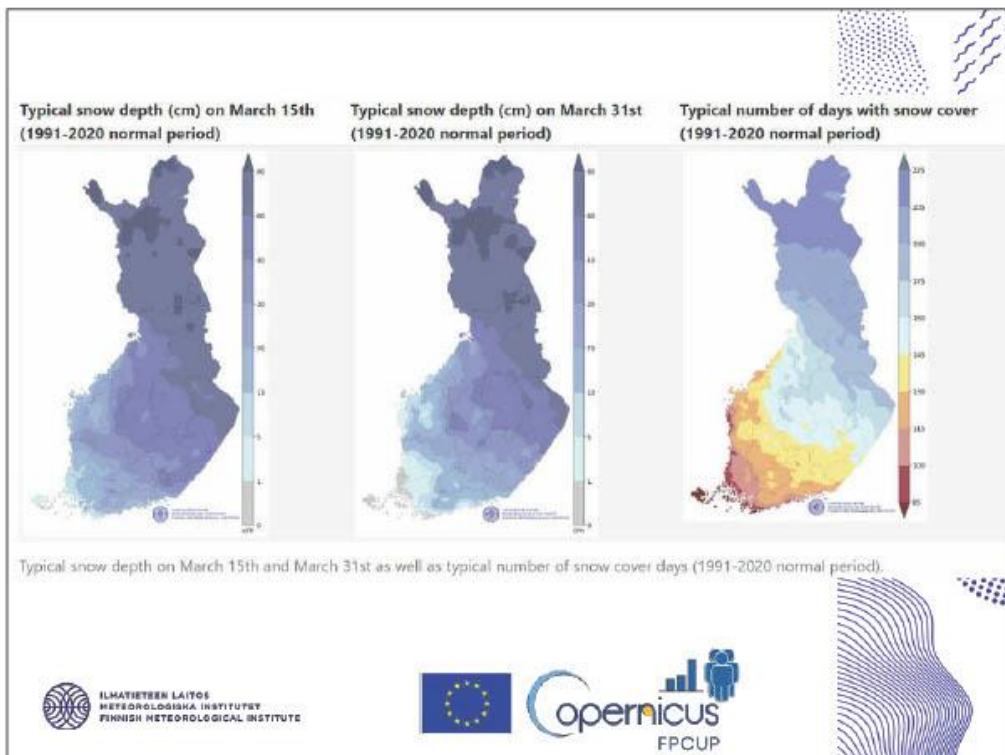 Typical snow depth (cm) on March 15th
(1991-2020 normal period)
Typical snow depth (cm) on March 31st
(1991-2020 normal period)
Typical number of days with snow cover
(1991-2020 normal period)
Typical snow depth on March 15th and March 31st as well as typical number of snow cover days (1991-2020 normal period).
ILMATIETEEN LAITOS
METEOROLOGISKA INSTITUTET
FINNISH METEOROLOGICAL INSTITUTE
opernicus
FPCUP